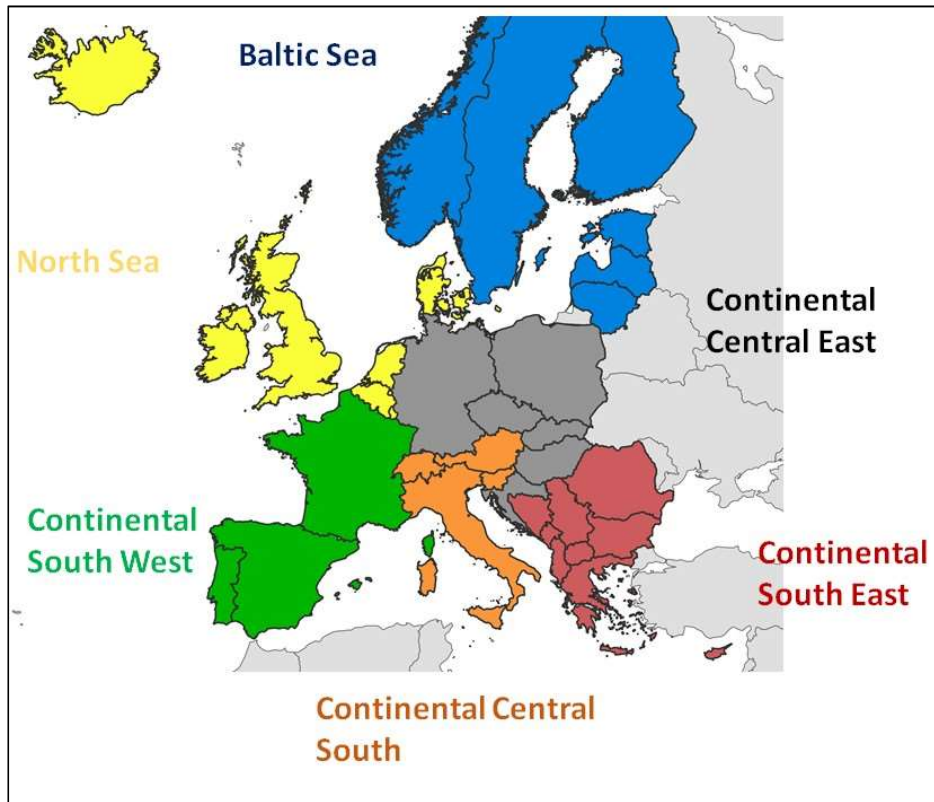 Baltic Sea
North Sea
Continental
Central East
Continental
South West
Continental
South East
Continental Central
South